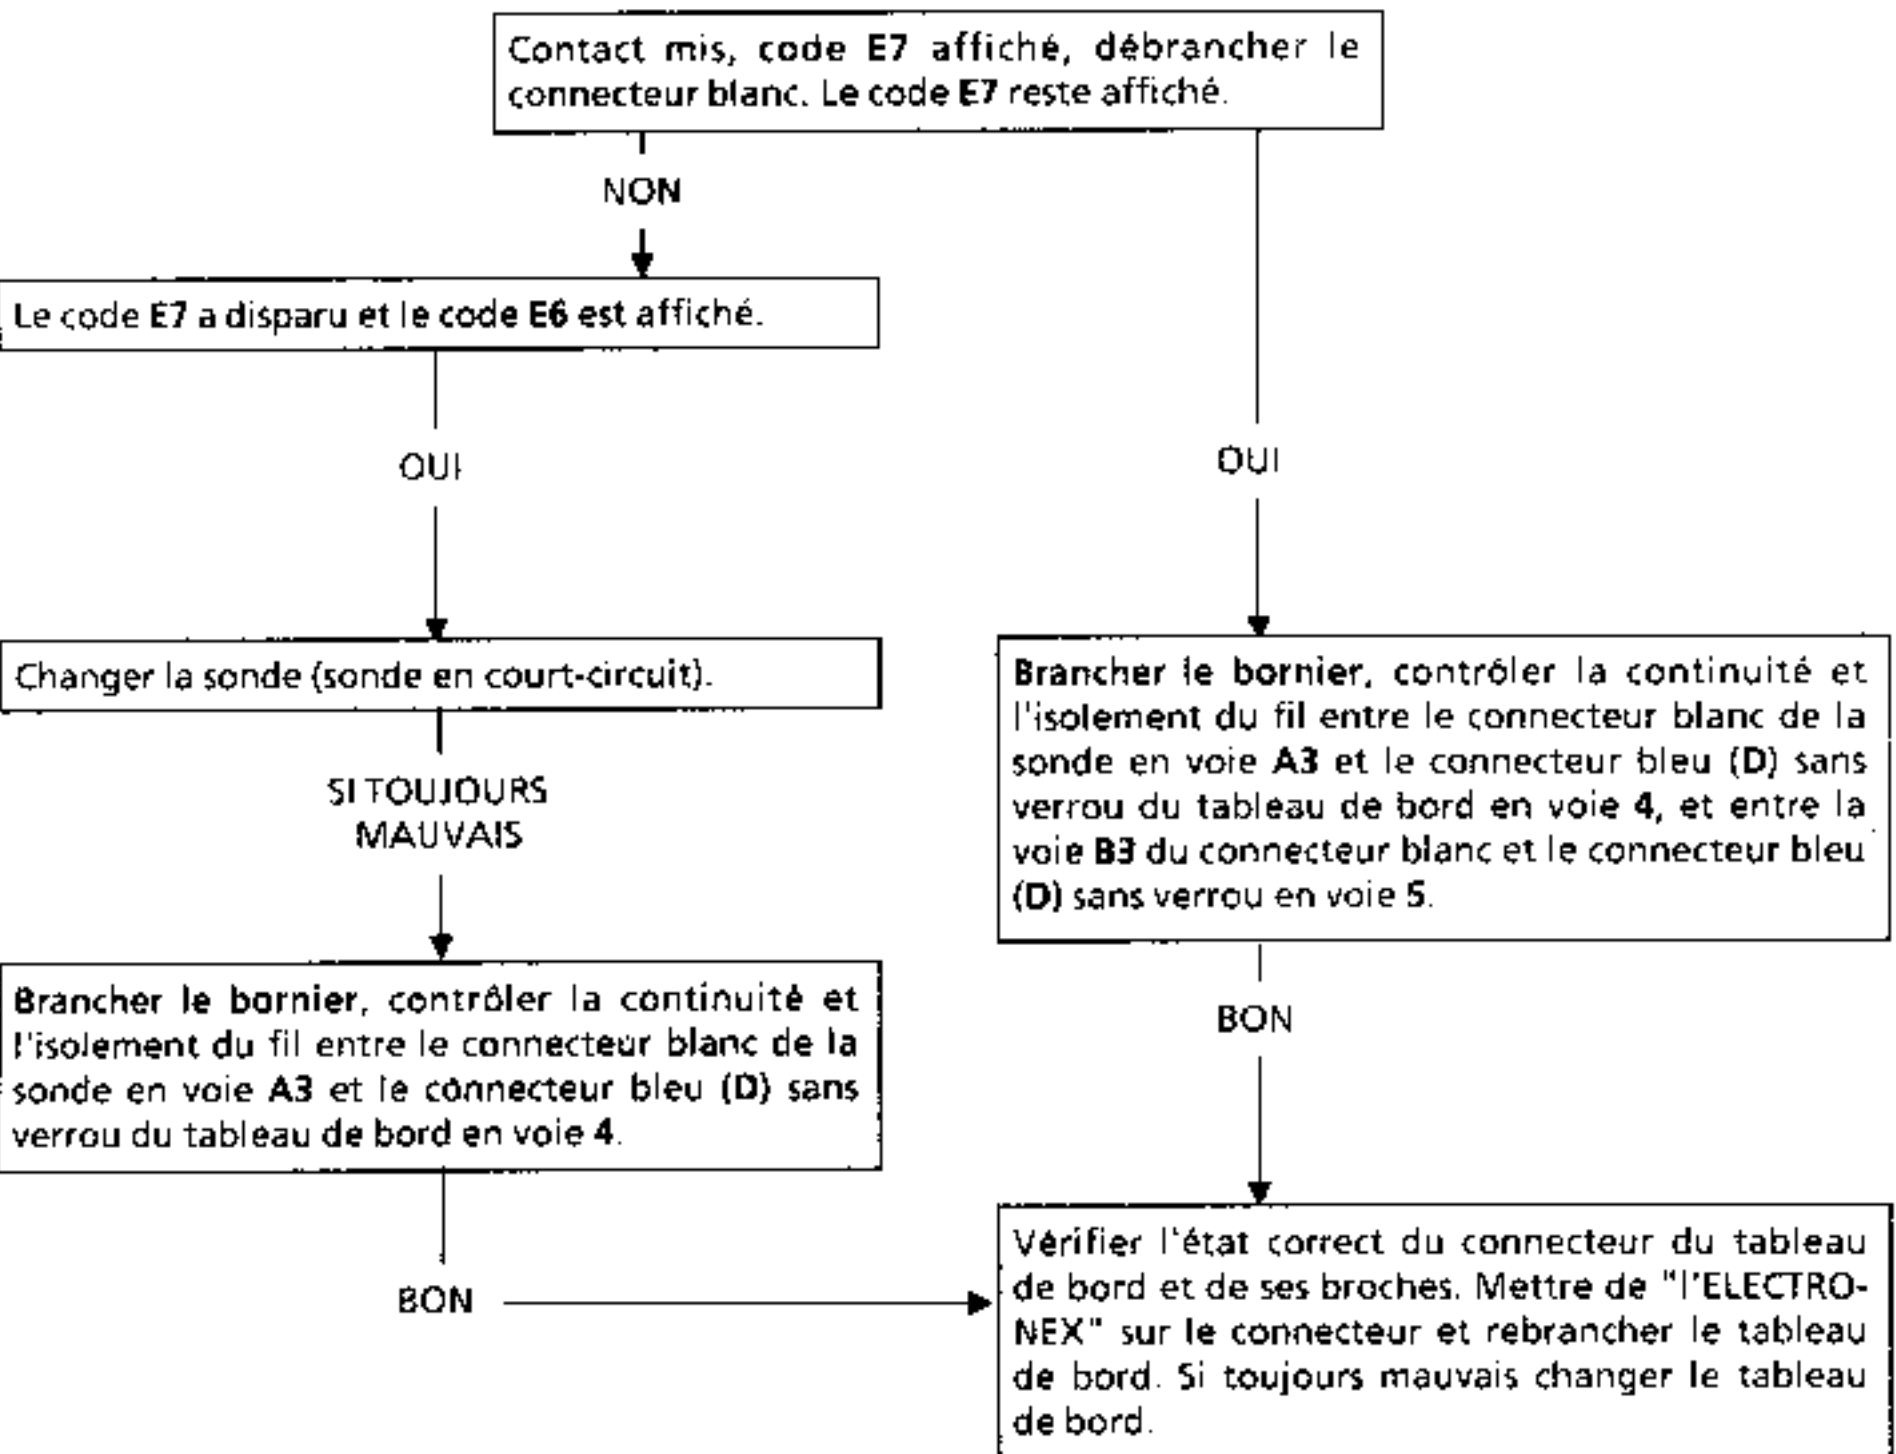 Contact mis, code E7 affiché, débrancher le
connecteur blanc. Le code E7 reste affiché.
NON
Le code E7 a disparu et le code E6 est affiché.
OUI
OUI
Changer la sonde (sonde en court-circuit).
Brancher le bornier, contrôler la continuité et
l'isolement du fil entre le connecteur blanc de la
sonde en voie A3 et le connecteur bleu (D) sans
verrou du tableau de bord en voie 4, et entre la
voie B3 du connecteur blanc et le connecteur bleu
(D) sans verrou en voie 5.
SI TOUJOURS
MAUVAIS
Brancher le bornier, contrôler la continuité et
l'isolement du fil entre le connecteur blanc de la
sonde en voie A3 et le connecteur bleu (D) sans
verrou du tableau de bord en voie 4.
BON
BON
Vérifier l'état correct du connecteur du tableau
de bord et de ses broches. Mettre de "l'ELECTRO-
NEX" sur le connecteur et rebrancher le tableau
de bord. Si toujours mauvais changer le tableau
de bord.